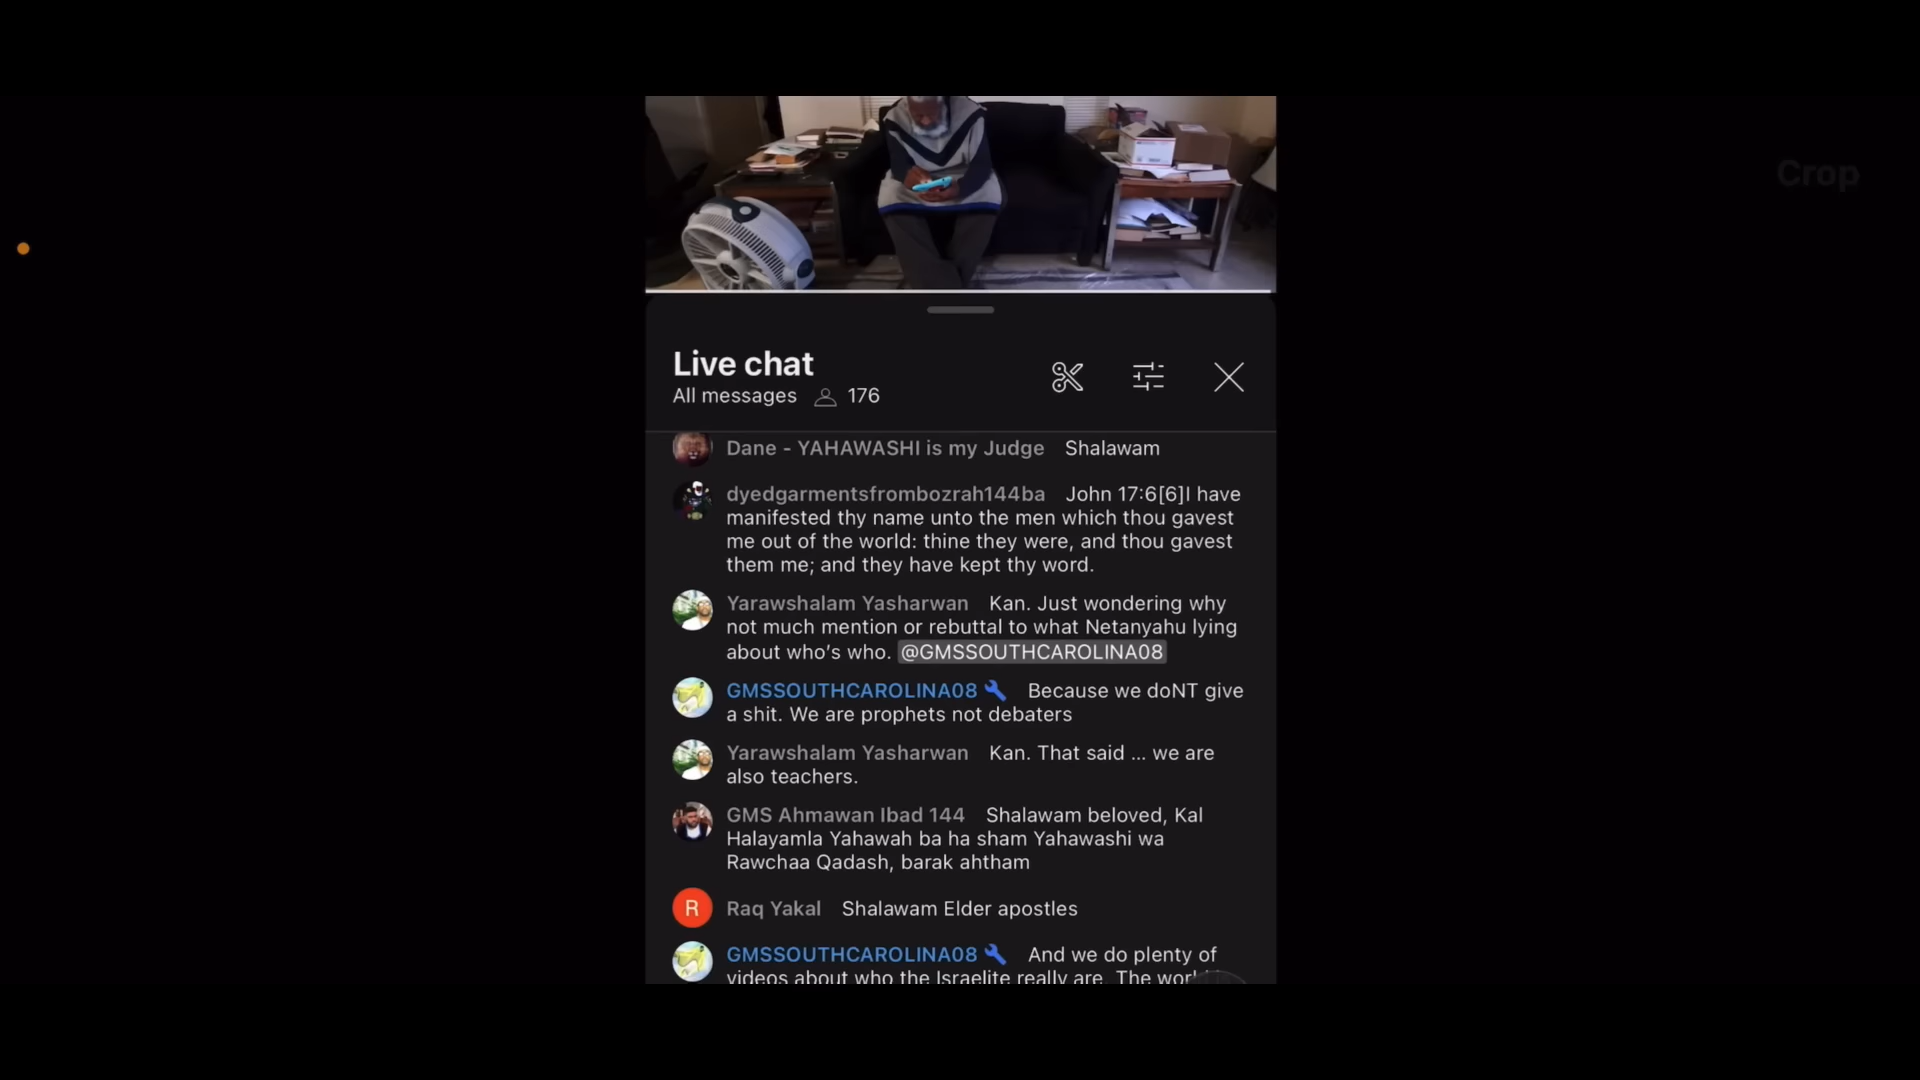 Crop
Live chat
All messages 176
Dane - YAHAWASHI is my Judge Shalawam
dyedgarmentsfrombozrah144ba John 17:6[6]I have
manifested thy name unto the men which thou gavest
me out of the world: thine they were, and thou gavest
them me; and they have kept thy word.
Yarawshalam Yasharwan Kan. Just wondering why
not much mention or rebuttal to what Netanyahu lying
about who's who. @GMSSOUTHCAROLINA08
GMSSOUTHCAROLINA08 Because we doNT give
a shit. We are prophets not debaters
Yarawshalam Yasharwan Kan. That said ... we are
also teachers.
GMS Ahmawan Ibad 144 Shalawam beloved, Kal
Halayamla Yahawah ba ha sham Yahawashi wa
Rawchaa Qadash, barak ahtham
R Raq Yakal Shalawam Elder apostles
GMSSOUTHCAROLINA08 And we do plenty of
videos about who the Israelite really are. The world